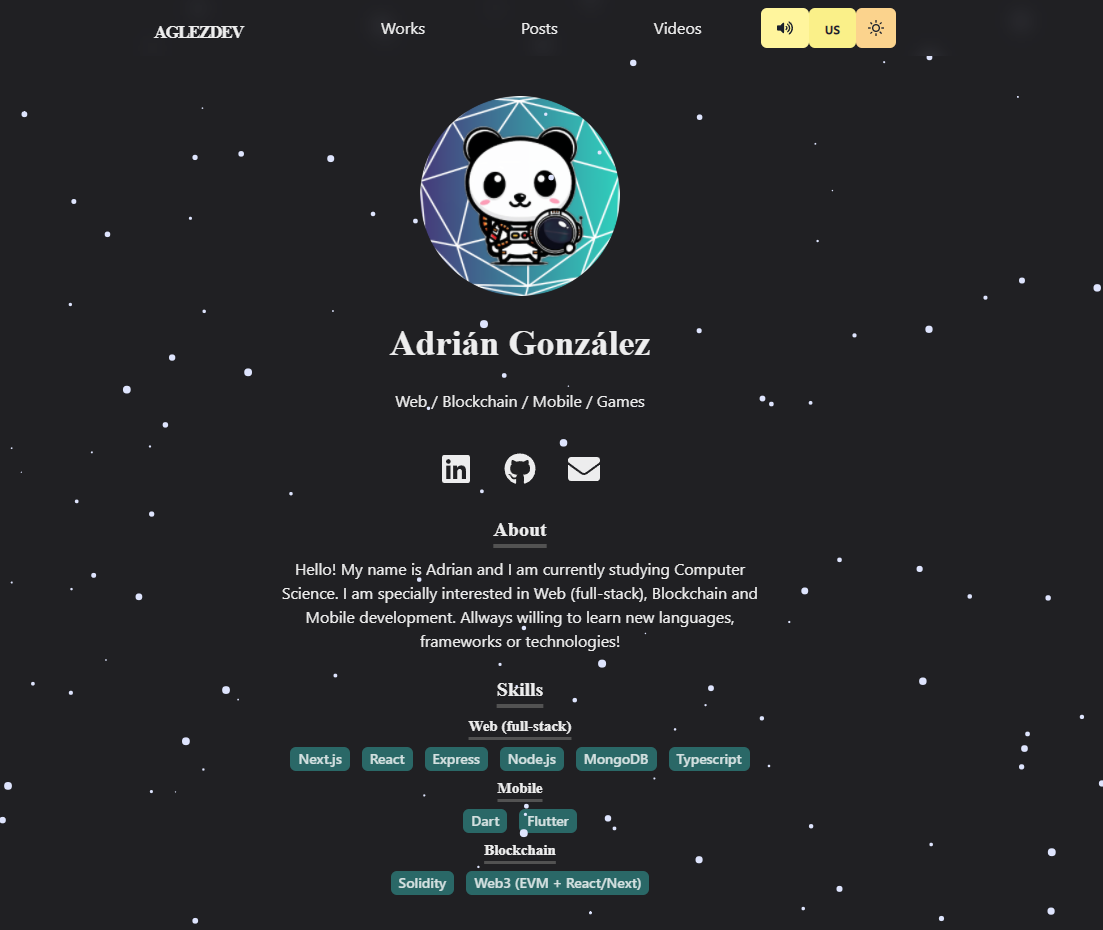 AGLEZDEV Works Posts Videos US
Adrián González
Web / Blockchain / Mobile / Games
About
Hello! My name is Adrian and I am currently studying Computer
Science. I am specially interested in Web (full-stack), Blockchain and
Mobile development. Allways willing to learn new languages,
frameworks or technologies!
Skills
Web (full-stack)
Next.js React Express Node.js MongoDB Typescript
Mobile
Dart Flutter
Blockchain
Solidity Web3 (EVM + React/Next)